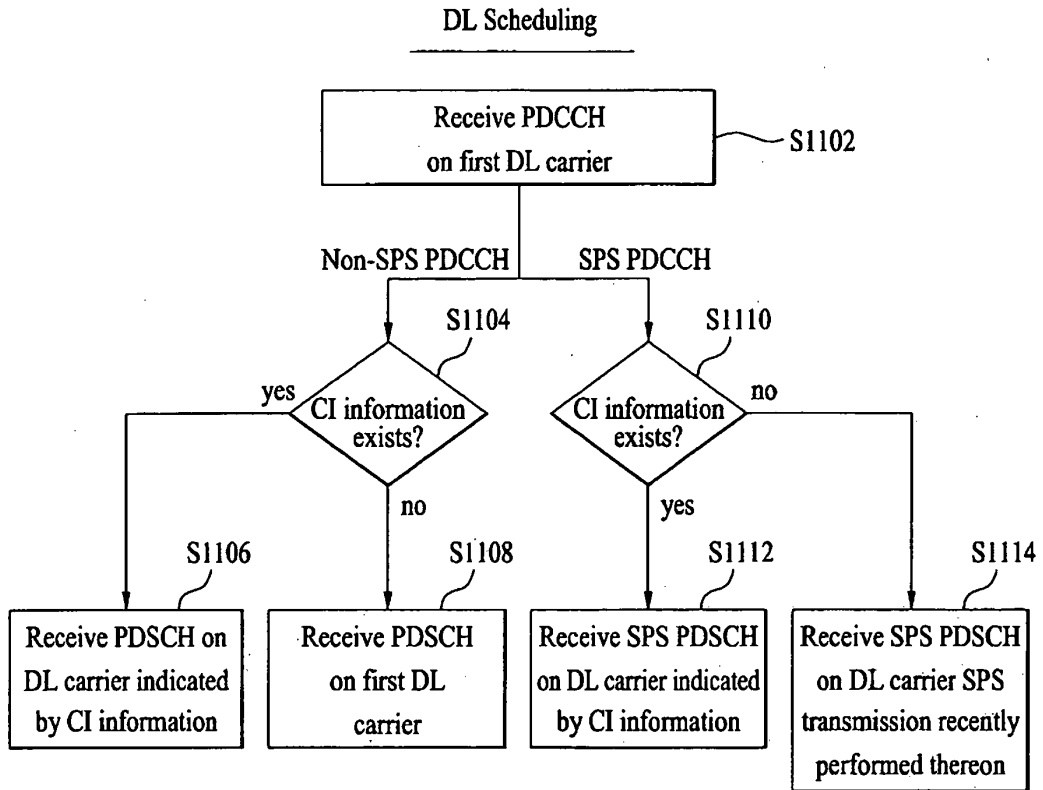 DL Scheduling
Receive PDCCH
on first DL carrier
S1102
Non-SPS PDCCH
SPS PDCCH
S1104
S1110
yes
CI information
exists?
CI information
exists?
no
no
yes
S1106
S1108
S1112
S1114
Receive PDSCH on
DL carrier indicated
by CI information
Receive PDSCH
on first DL
carrier
Receive SPS PDSCH
on DL carrier indicated
by CI information
Receive SPS PDSCH
on DL carrier SPS
transmission recently
performed thereon